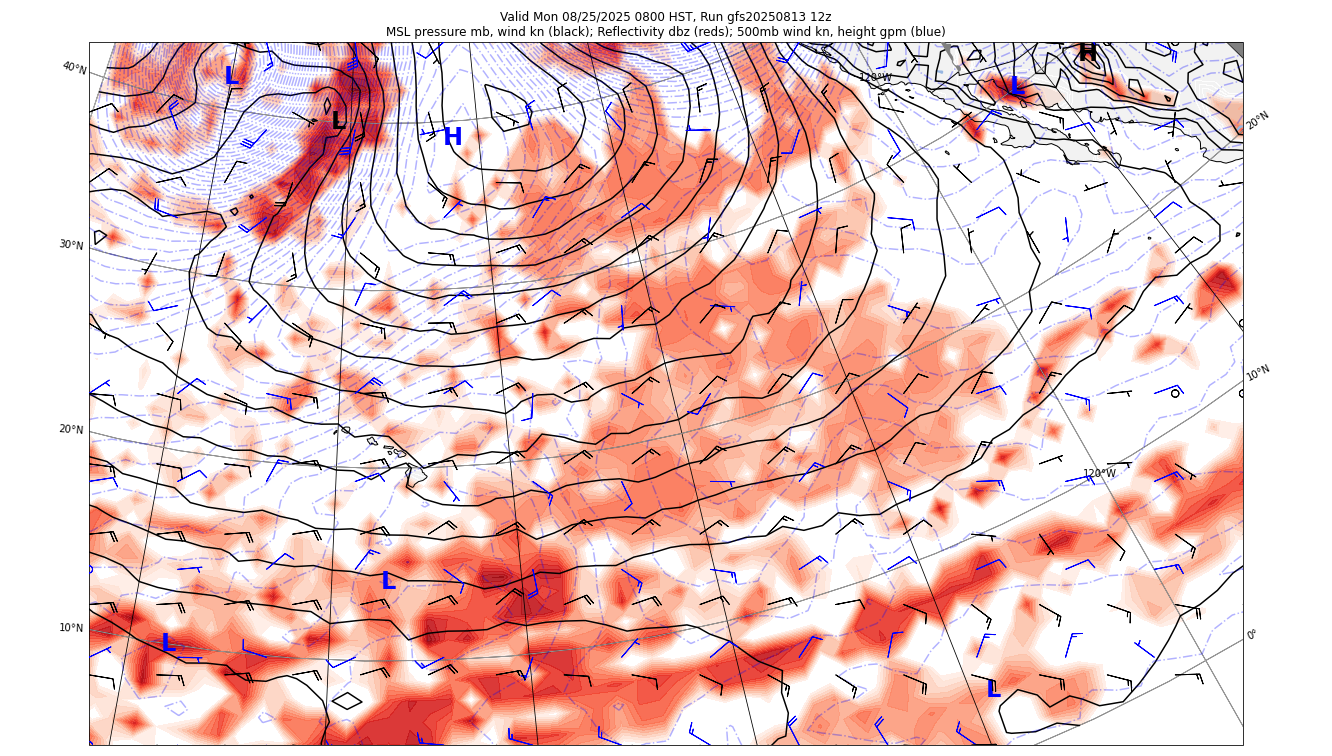 Valid Mon 08/25/2025 0800 HST, Run gfs20250813 12z
MSL pressure mb, wind kn (black); Reflectivity dbz (reds); 500mb wind kn, height gpm (blue)
H
40°N
L
120°W
L
20°N
L
H
30°N
10°N
20°N
120°W
L
10°N
L
0°
L